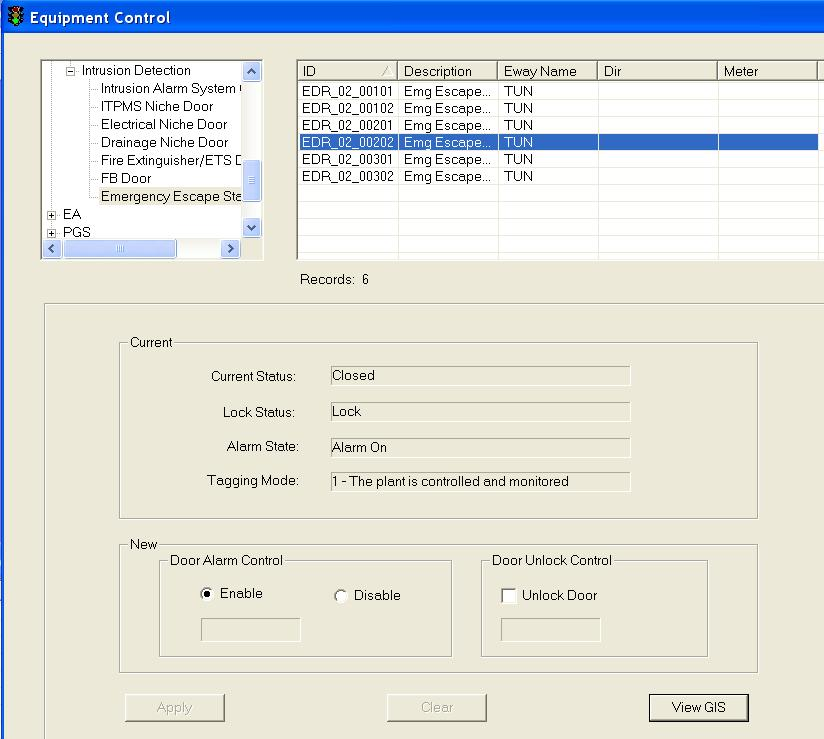 Equipment Control
Intrusion Detection
Intrusion Alarm System
ITPMS Niche Door
Electrical Niche Door
Drainage Niche Door
Fire Extinguisher/ETS
FB Door
Emergency Escape Sta
EA
PGS
ID Description Eway Name Dir Meter
EDR_02_00101 Emg Escape... TUN
EDR_02_00102 Emg Escape... TUN
EDR_02_00201 Emg Escape... TUN
EDR_02_00202 Emg Escape... TUN
EDR_02_00301 Emg Escape... TUN
EDR_02_00302 Emg Escape... TUN
Records: 6
Current
Current Status: Closed
Lock Status: Lock
Alarm State: Alarm On
Tagging Mode: 1 - The plant is controlled and monitored
New
Door Alarm Control
Enable Disable
Door Unlock Control
Unlock Door
Apply Clear View GIS